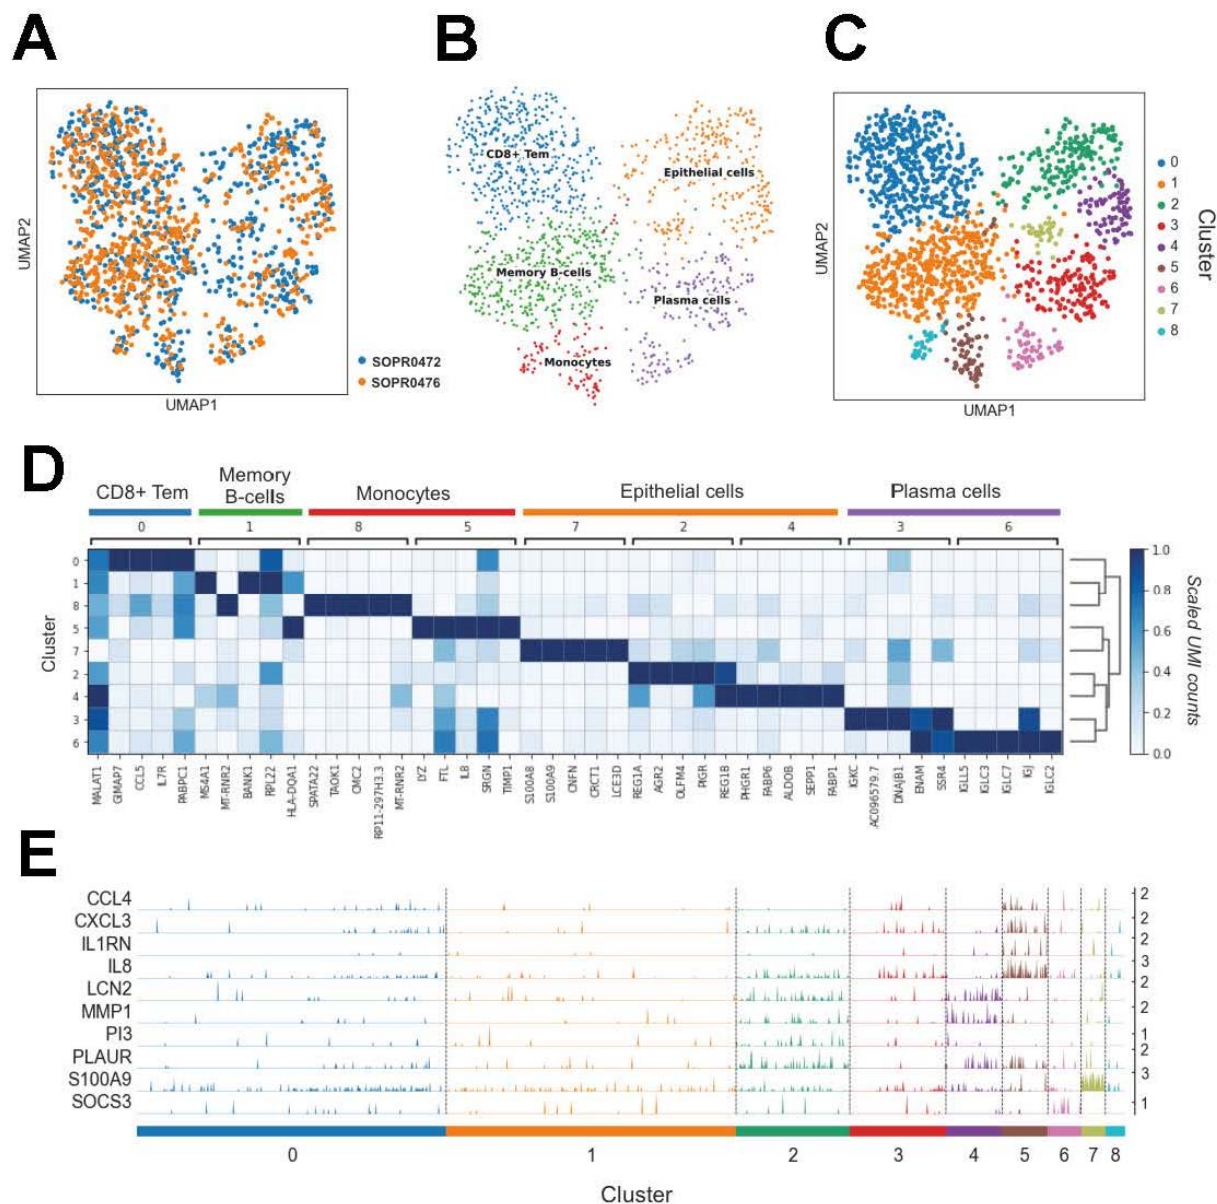 A
B
C
UMAP2
UMAP1
SOPR0472
SOPR0476
CD8+ Tem
Epithelial cells
Memory B-cells
Plasma cells
Monocytes
UMAP2
UMAP1
0
1
2
3
4
5
6
7
8
Cluster
D
CD8+ Tem
Memory
B-cells
Monocytes
Epithelial cells
Plasma cells
0 1 8 5 7 2 4 3 6
Cluster
0
1
8
5
7
2
4
3
6
1.0
0.8
0.6
0.4
0.2
0.0
Scaled UMI counts
MALAT1 GIMAP7 CCL5 IL7R PABPC1 MS4A1 MT-RNR2 BANK1 RPL22 HLA-DQA1 SPATA22 TAOK1 OMC2 RP11-297H3.3 MT-RNR2 LYZ FTL IL8 SRGN TIMP1 S100A8 S100A9 CNFN CRCT1 LCE3D REG1A AGR2 OLFM4 PIGR REG1B PHGR1 FABP6 ALDOB SEPP1 FABP1 IGKC AC096579.7 DNAJB1 ENAM SSR4 IGLL5 IGLC3 IGLC7 IGJ IGLC2
E
CCL4 2
CXCL3 2
IL1RN 2
IL8 3
LCN2 2
MMP1 2
PI3 1
PLAUR 2
S100A9 3
SOCS3 1
0 1 2 3 4 5 6 7 8
Cluster